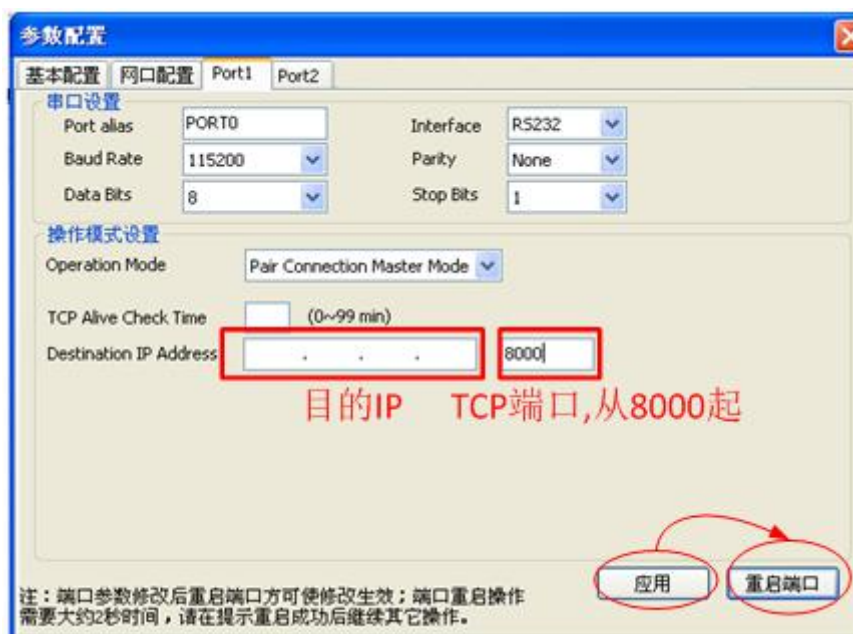 参数配置
基本配置 网口配置 Port1 Port2
串口设置
Port alias PORT0 Interface RS232
Baud Rate 115200 Parity None
Data Bits 8 Stop Bits 1
操作模式设置
Operation Mode Pair Connection Master Mode
TCP Alive Check Time (0~99 min)
Destination IP Address . . . 8000
目的IP TCP端口,从8000起
应用 重启端口
注：端口参数修改后重启端口方可使修改生效；端口重启操作
需要大约2秒时间，请在提示重启成功后继续其它操作。